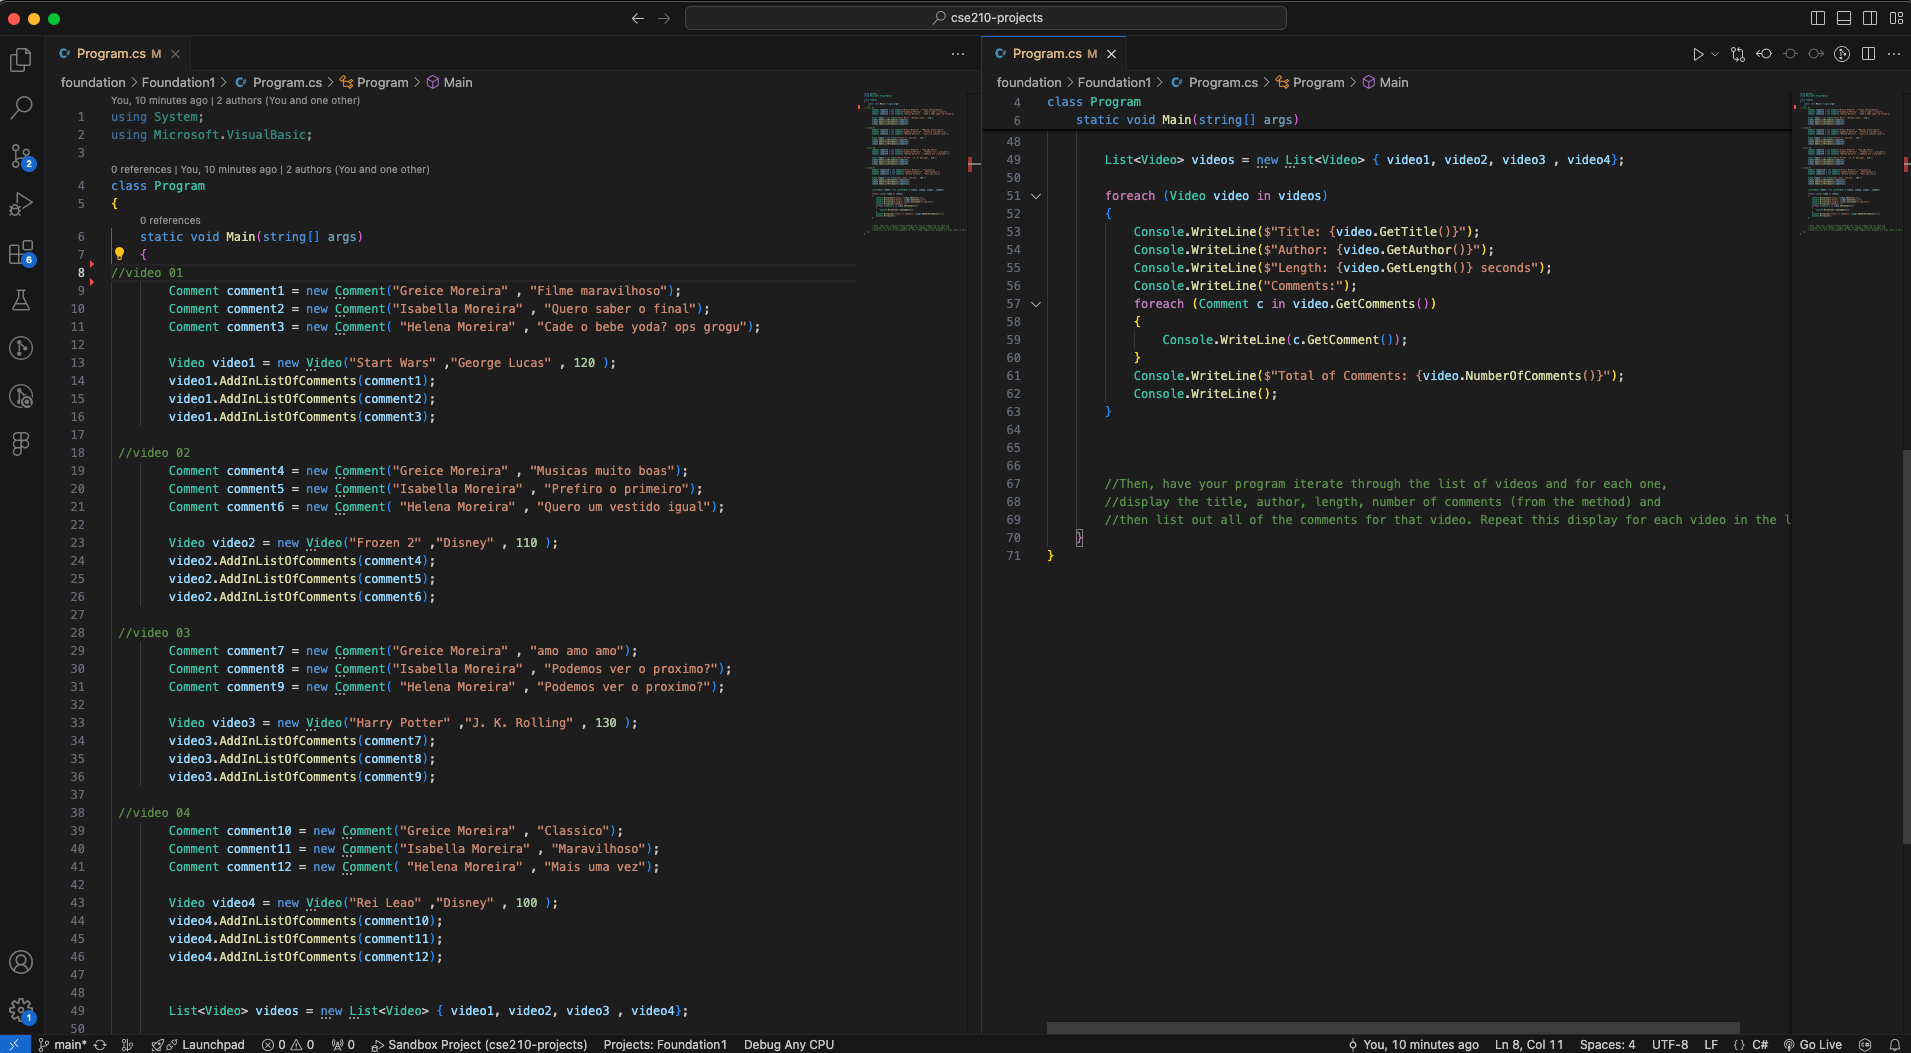 cse210-projects
Program.cs M
foundation > Foundation1 > Program.cs > Program > Main
You, 10 minutes ago | 2 authors (You and one other)
1 using System;
2 using Microsoft.VisualBasic;
3
0 references | You, 10 minutes ago | 2 authors (You and one other)
4 class Program
5 {
0 references
6 static void Main(string[] args)
7 {
8 //video 01
9 Comment comment1 = new Comment("Greice Moreira" , "Filme maravilhoso");
10 Comment comment2 = new Comment("Isabella Moreira" , "Quero saber o final");
11 Comment comment3 = new Comment( "Helena Moreira" , "Cade o bebe yoda? ops grogu");
12
13 Video video1 = new Video("Start Wars" ,"George Lucas" , 120 );
14 video1.AddInListOfComments(comment1);
15 video1.AddInListOfComments(comment2);
16 video1.AddInListOfComments(comment3);
17
18 //video 02
19 Comment comment4 = new Comment("Greice Moreira" , "Musicas muito boas");
20 Comment comment5 = new Comment("Isabella Moreira" , "Prefiro o primeiro");
21 Comment comment6 = new Comment( "Helena Moreira" , "Quero um vestido igual");
22
23 Video video2 = new Video("Frozen 2" ,"Disney" , 110 );
24 video2.AddInListOfComments(comment4);
25 video2.AddInListOfComments(comment5);
26 video2.AddInListOfComments(comment6);
27
28 //video 03
29 Comment comment7 = new Comment("Greice Moreira" , "amo amo amo");
30 Comment comment8 = new Comment("Isabella Moreira" , "Podemos ver o proximo?");
31 Comment comment9 = new Comment( "Helena Moreira" , "Podemos ver o proximo?");
32
33 Video video3 = new Video("Harry Potter" ,"J. K. Rolling" , 130 );
34 video3.AddInListOfComments(comment7);
35 video3.AddInListOfComments(comment8);
36 video3.AddInListOfComments(comment9);
37
38 //video 04
39 Comment comment10 = new Comment("Greice Moreira" , "Classico");
40 Comment comment11 = new Comment("Isabella Moreira" , "Maravilhoso");
41 Comment comment12 = new Comment( "Helena Moreira" , "Mais uma vez");
42
43 Video video4 = new Video("Rei Leao" ,"Disney" , 100 );
44 video4.AddInListOfComments(comment10);
45 video4.AddInListOfComments(comment11);
46 video4.AddInListOfComments(comment12);
47
48
49 List<Video> videos = new List<Video> { video1, video2, video3 , video4};
50
Program.cs M
foundation > Foundation1 > Program.cs > Program > Main
4 class Program
6 static void Main(string[] args)
48
49 List<Video> videos = new List<Video> { video1, video2, video3 , video4};
50
51 foreach (Video video in videos)
52 {
53 Console.WriteLine($"Title: {video.GetTitle()}");
54 Console.WriteLine($"Author: {video.GetAuthor()}");
55 Console.WriteLine($"Length: {video.GetLength()} seconds");
56 Console.WriteLine("Comments:");
57 foreach (Comment c in video.GetComments())
58 {
59 Console.WriteLine(c.GetComment());
60 }
61 Console.WriteLine($"Total of Comments: {video.NumberOfComments()}");
62 Console.WriteLine();
63 }
64
65
66
67 //Then, have your program iterate through the list of videos and for each one,
68 //display the title, author, length, number of comments (from the method) and
69 //then list out all of the comments for that video. Repeat this display for each video in the l
70 }
71 }
2
6
1
main* Launchpad 0 0 0 Sandbox Project (cse210-projects) Projects: Foundation1 Debug Any CPU You, 10 minutes ago Ln 8, Col 11 Spaces: 4 UTF-8 LF {} C# Go Live